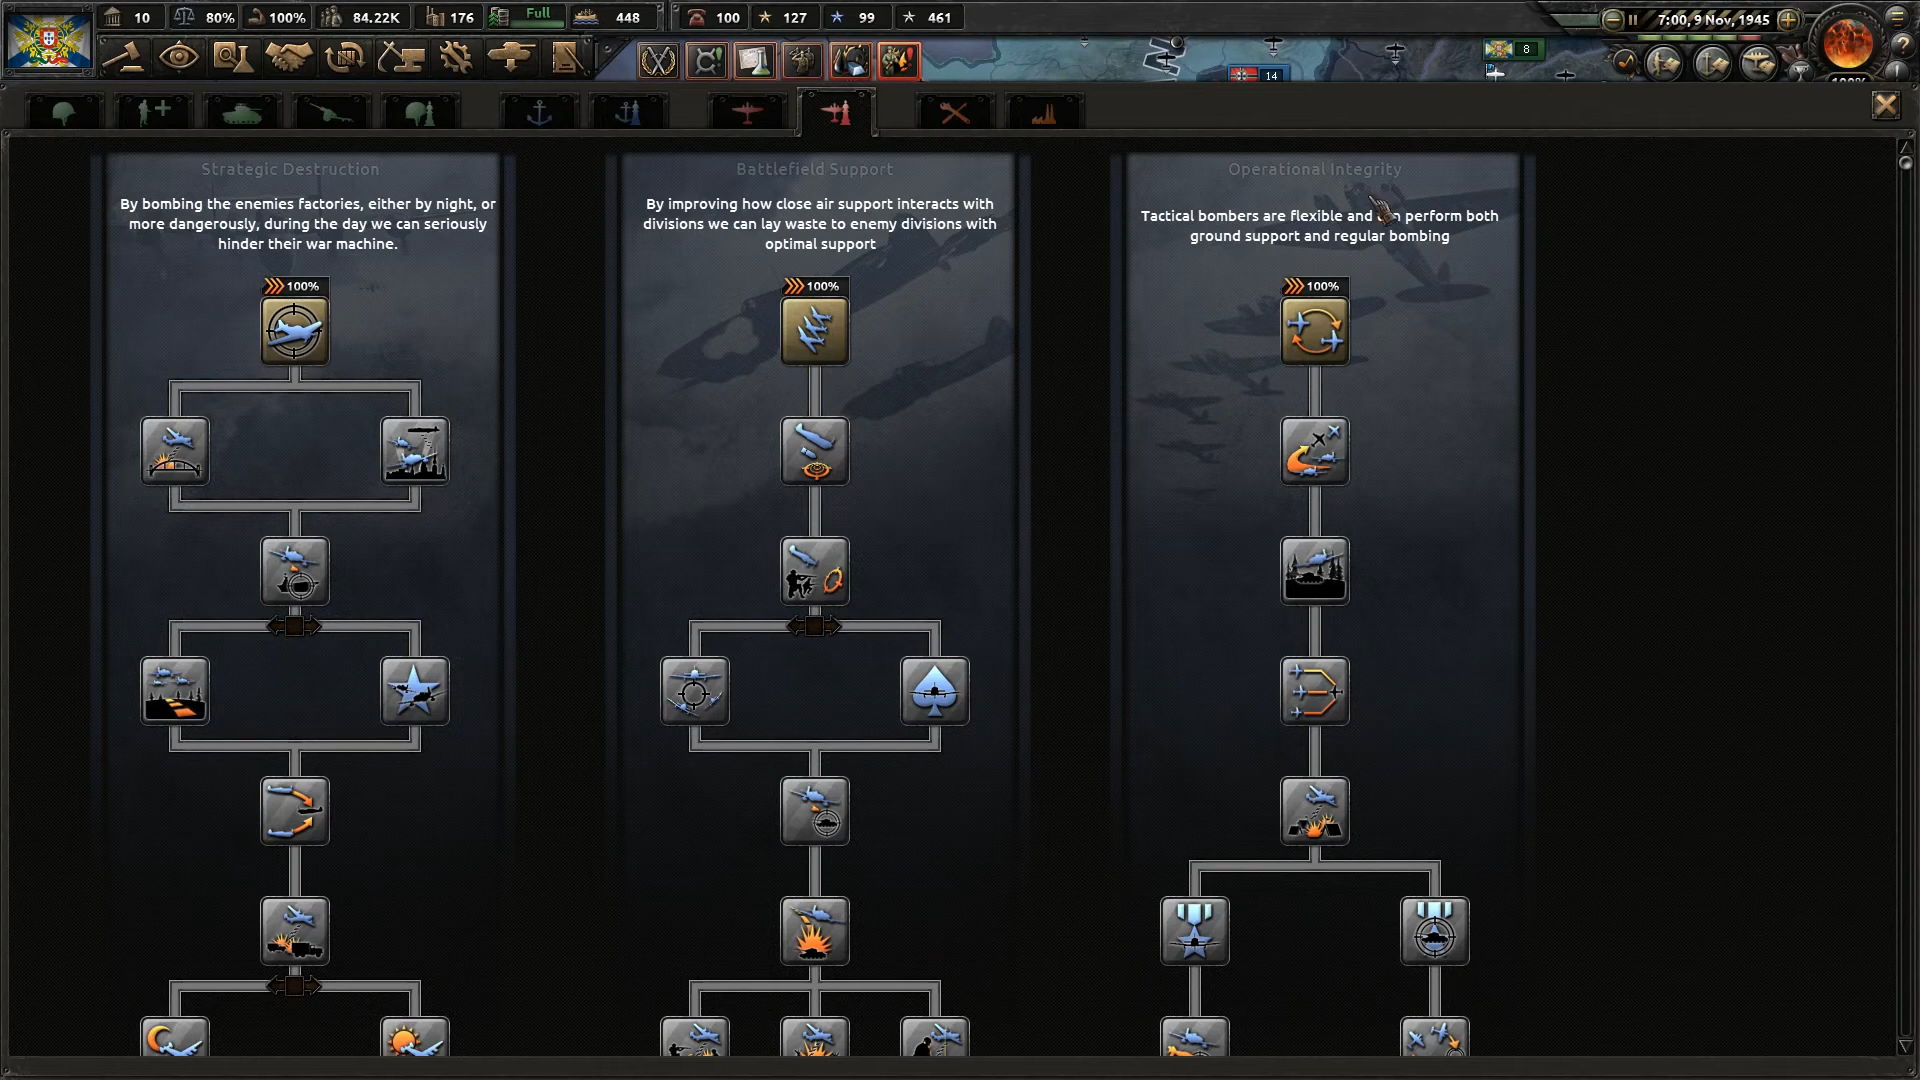 10 80% 100% 84.22K 176 Full 448 100 127 99 461 7:00, 9 Nov, 1945
14 8
Strategic Destruction
By bombing the enemies factories, either by night, or
more dangerously, during the day we can seriously
hinder their war machine.
100%
Battlefield Support
By improving how close air support interacts with
divisions we can lay waste to enemy divisions with
optimal support
100%
Operational Integrity
Tactical bombers are flexible and perform both
ground support and regular bombing
100%